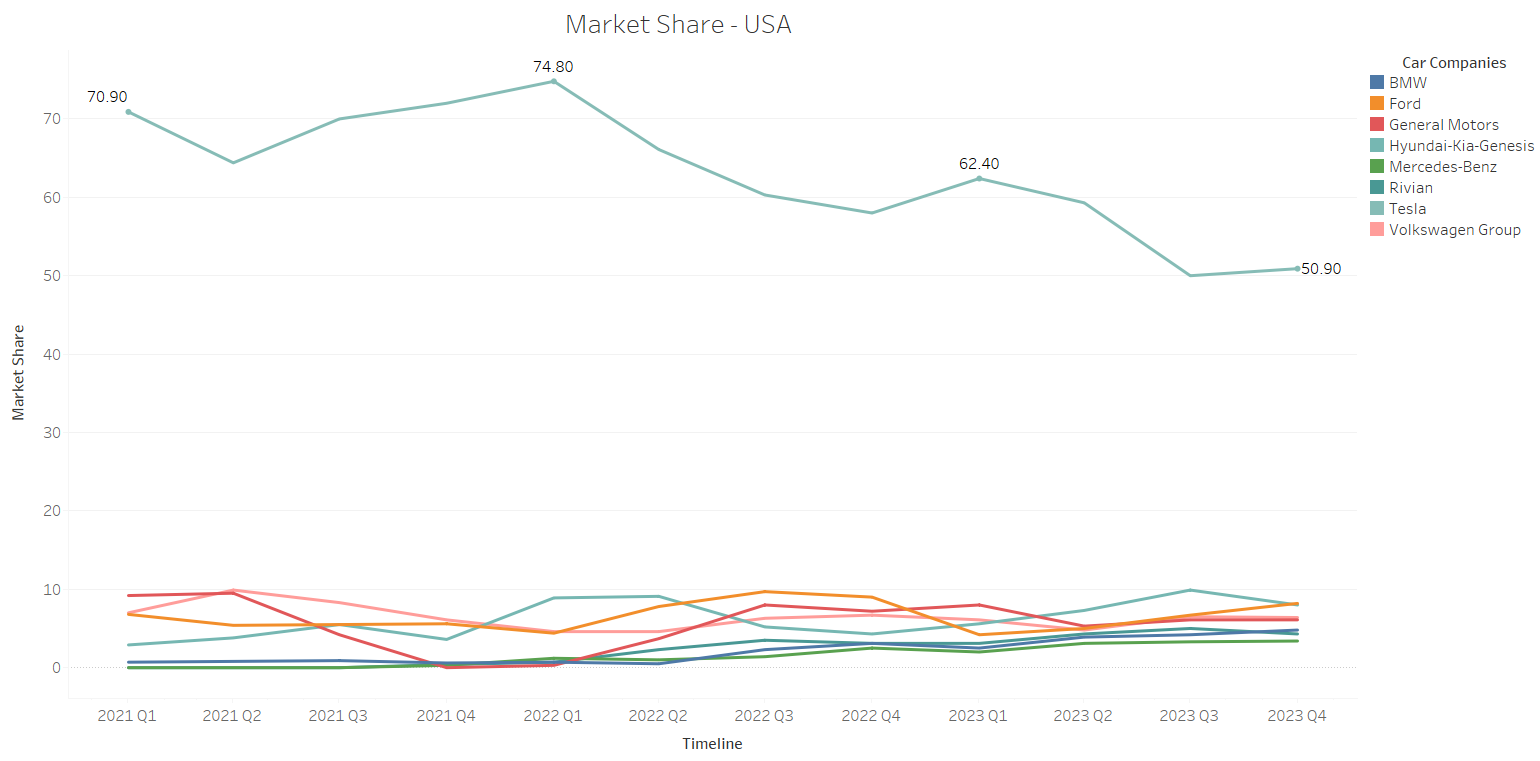 Market Share - USA
74.80
70.90
62.40
50.90
70
60
50
40
30
20
10
0
Market Share
2021 Q1 2021 Q2 2021 Q3 2021 Q4 2022 Q1 2022 Q2 2022 Q3 2022 Q4 2023 Q1 2023 Q2 2023 Q3 2023 Q4
Timeline
Car Companies
BMW
Ford
General Motors
Hyundai-Kia-Genesis
Mercedes-Benz
Rivian
Tesla
Volkswagen Group